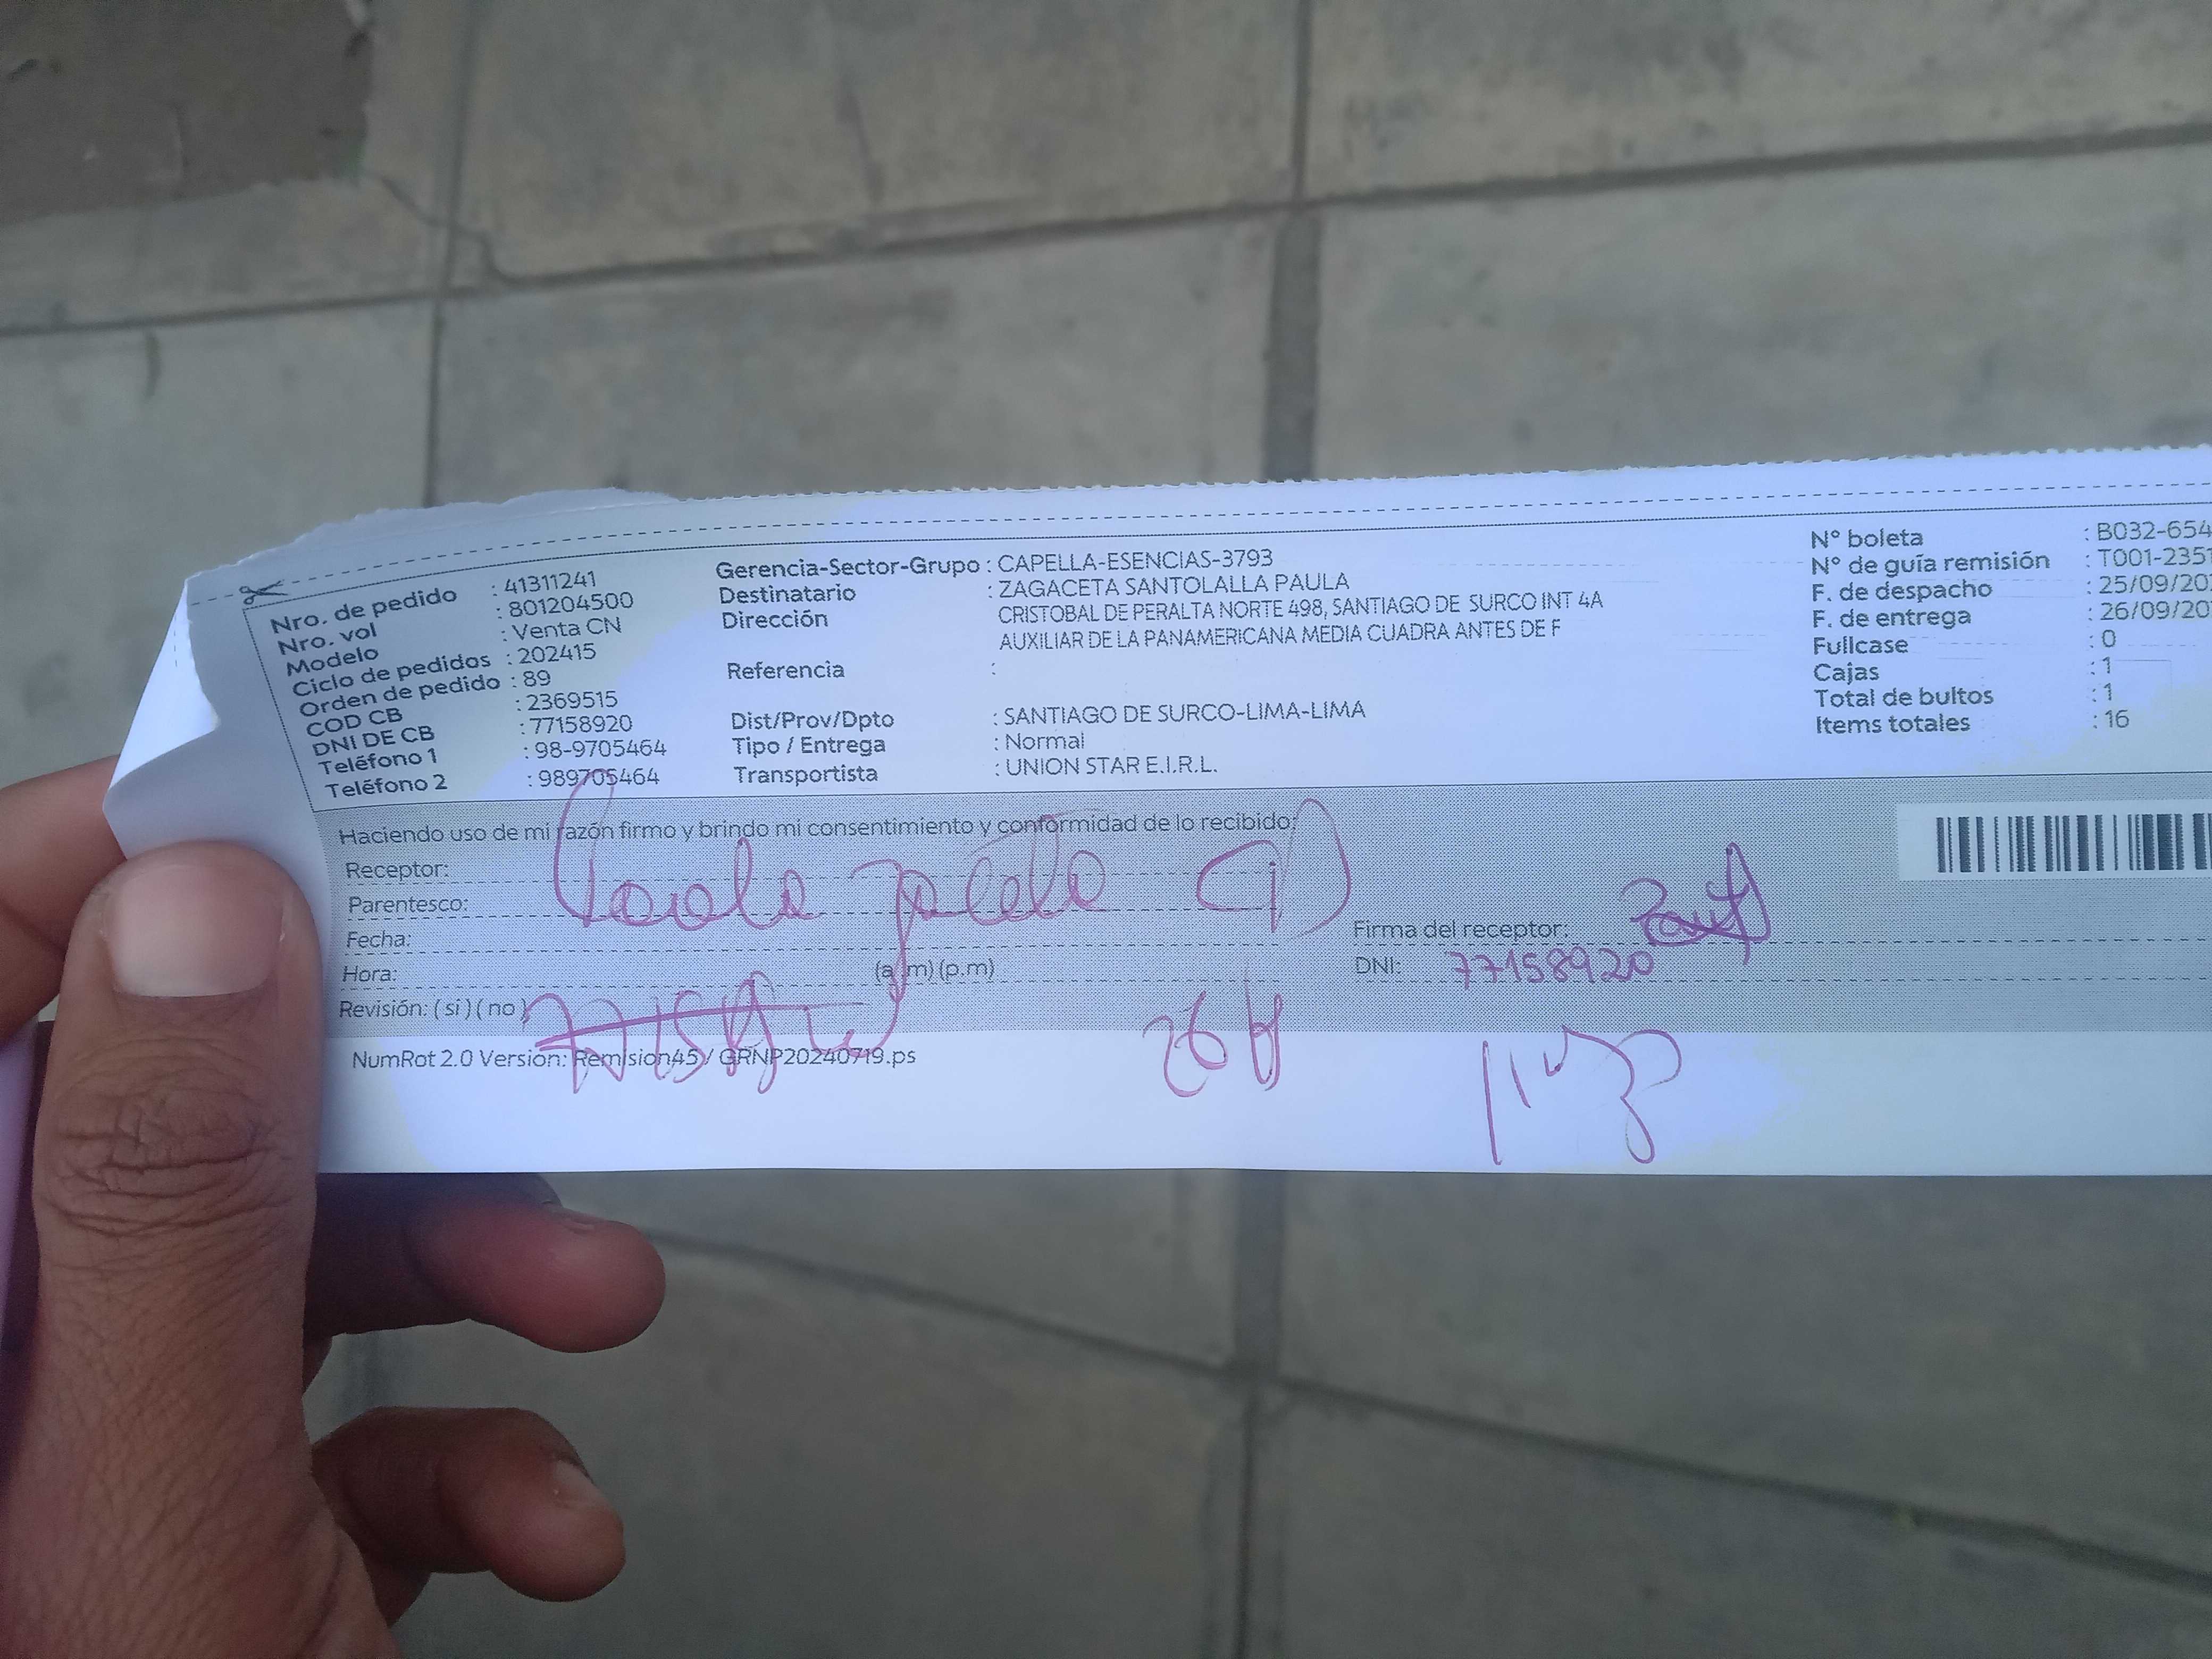 Nro. de pedido : 41311241
Nro. vol : 801204500
Modelo : Venta CN
Ciclo de pedidos : 202415
Orden de pedido : 89
COD CB : 2369515
DNI DE CB : 77158920
Teléfono 1 : 98-9705464
Teléfono 2 : 989705464
Gerencia-Sector-Grupo : CAPELLA-ESENCIAS-3793
Destinatario : ZAGACETA SANTOLALLA PAULA
Dirección CRISTOBAL DE PERALTA NORTE 498, SANTIAGO DE SURCO INT 4A
AUXILIAR DE LA PANAMERICANA MEDIA CUADRA ANTES DE F
Referencia :
Dist/Prov/Dpto : SANTIAGO DE SURCO-LIMA-LIMA
Tipo / Entrega : Normal
Transportista : UNION STAR E.I.R.L.
N° boleta : B032-654
N° de guía remisión : T001-2351
F. de despacho : 25/09/20
F. de entrega : 26/09/20
Fullcase : 0
Cajas : 1
Total de bultos : 1
Items totales : 16
Haciendo uso de mi razón firmo y brindo mi consentimiento y conformidad de lo recibido:
Receptor:
Parentesco:
Fecha:
Hora: (a.m) (p.m)
Revisión: ( si ) ( no )
Firma del receptor:
DNI: 77158920
NumRot 2.0 Version: Remision45 / GRNP20240719.ps